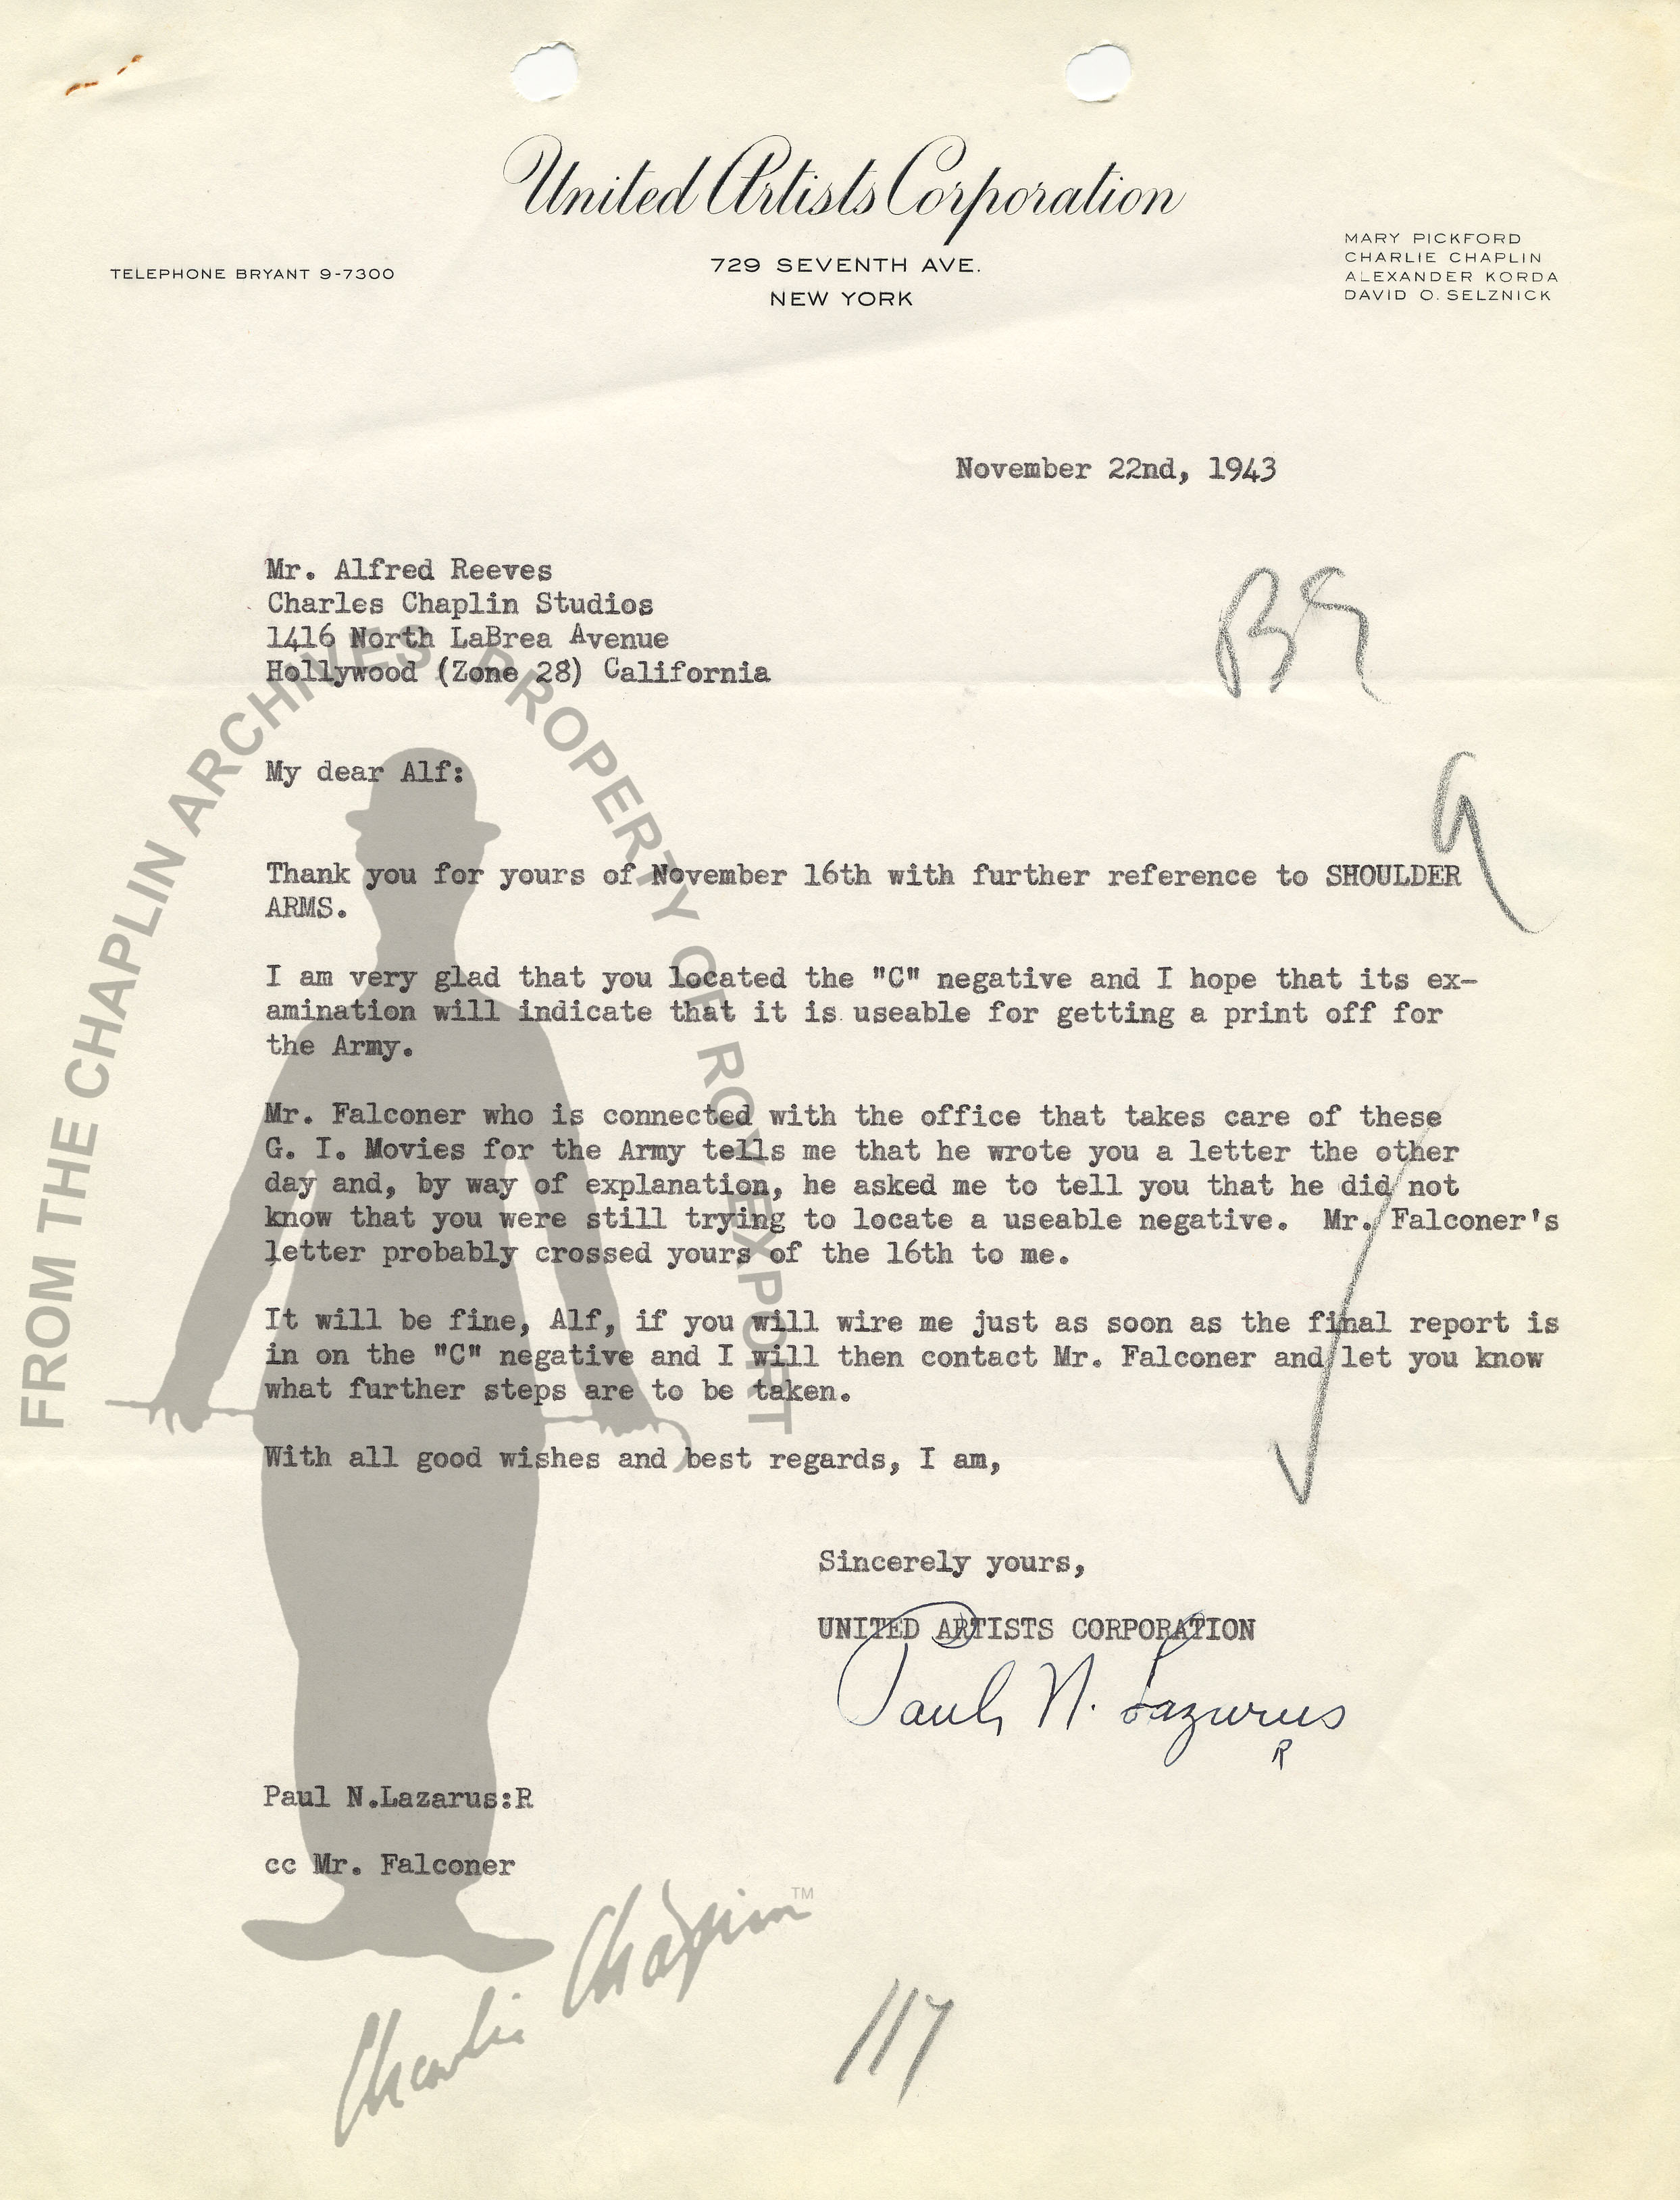 United Artists Corporation
729 SEVENTH AVE.
NEW YORK
TELEPHONE BRYANT 9-7300
MARY PICKFORD
CHARLIE CHAPLIN
ALEXANDER KORDA
DAVID O. SELZNICK
November 22nd, 1943
Mr. Alfred Reeves
Charles Chaplin Studios
1416 North LaBrea Avenue
Hollywood (Zone 28) California
My dear Alf:
Thank you for yours of November 16th with further reference to SHOULDER
ARMS.
I am very glad that you located the "C" negative and I hope that its ex-
amination will indicate that it is useable for getting a print off for
the Army.
Mr. Falconer who is connected with the office that takes care of these
G. I. Movies for the Army tells me that he wrote you a letter the other
day and, by way of explanation, he asked me to tell you that he did not
know that you were still trying to locate a useable negative. Mr. Falconer's
letter probably crossed yours of the 16th to me.
It will be fine, Alf, if you will wire me just as soon as the final report is
in on the "C" negative and I will then contact Mr. Falconer and let you know
what further steps are to be taken.
With all good wishes and best regards, I am,
Sincerely yours,
UNITED ARTISTS CORPORATION
Paul N. Lazarus
R
Paul N.Lazarus:R
cc Mr. Falconer
FROM THE CHAPLIN ARCHIVES PROPERTY OF ROY EXPORT
Charlie Chaplin TM
117